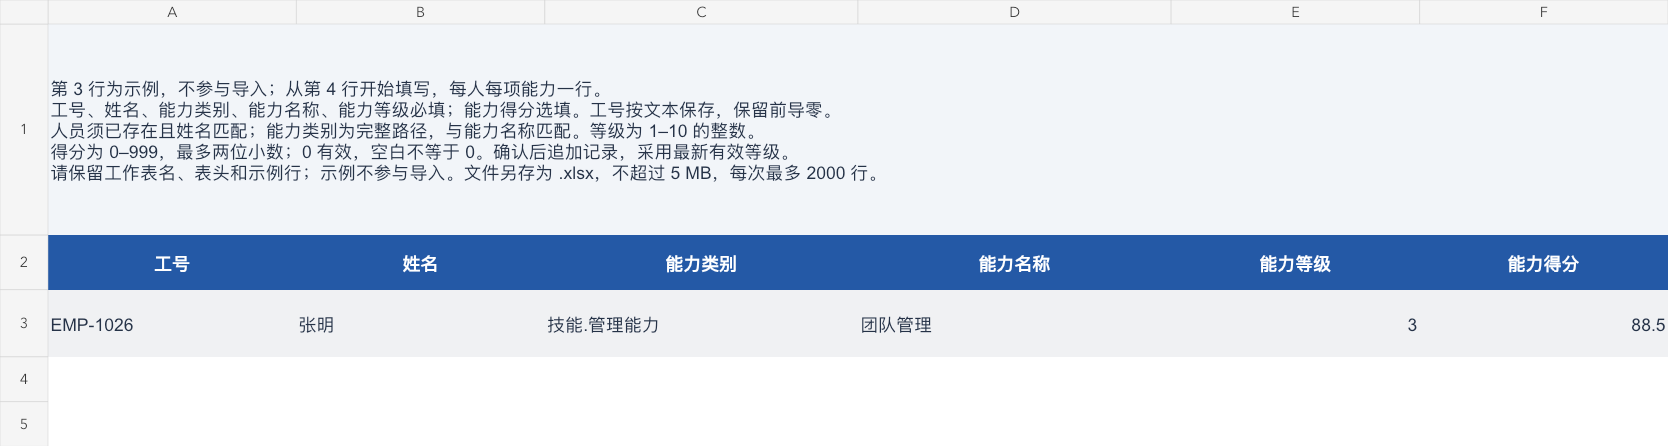 A B C D E F
1
第 3 行为示例，不参与导入；从第 4 行开始填写，每人每项能力一行。
工号、姓名、能力类别、能力名称、能力等级必填；能力得分选填。工号按文本保存，保留前导零。
人员须已存在且姓名匹配；能力类别为完整路径，与能力名称匹配。等级为 1–10 的整数。
得分为 0–999，最多两位小数；0 有效，空白不等于 0。确认后追加记录，采用最新有效等级。
请保留工作表名、表头和示例行；示例不参与导入。文件另存为 .xlsx，不超过 5 MB，每次最多 2000 行。
2 工号 姓名 能力类别 能力名称 能力等级 能力得分
3 EMP-1026 张明 技能.管理能力 团队管理 3 88.5
4
5